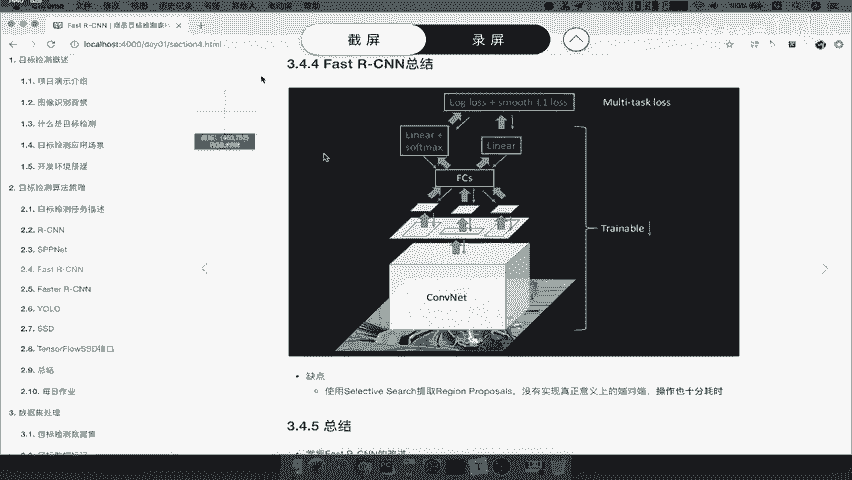 截屏
录屏
localhost:4000/day01/section4.html
1. 目标检测概述
1.1. 项目演示介绍
1.2. 图像识别背景
1.3. 什么是目标检测
1.4. 目标检测应用场景
1.5. 开发环境搭建
2. 目标检测算法原理
2.1. 目标检测任务描述
2.2. R-CNN
2.3. SPPNet
2.4. Fast R-CNN
2.5. Faster R-CNN
2.6. YOLO
2.7. SSD
2.8. TensorFlowSSD接口
2.9. 总结
2.10. 每日作业
3. 数据集处理
3.1. 目标检测数据集
3.4.4 Fast R-CNN总结
Log loss + smooth L1 loss
Multi-task loss
Linear +
softmax
Linear
FCs
Trainable
ConvNet
缺点
使用Selective Search提取Region Proposals，没有实现真正意义上的端对端，操作也十分耗时
3.4.5 总结